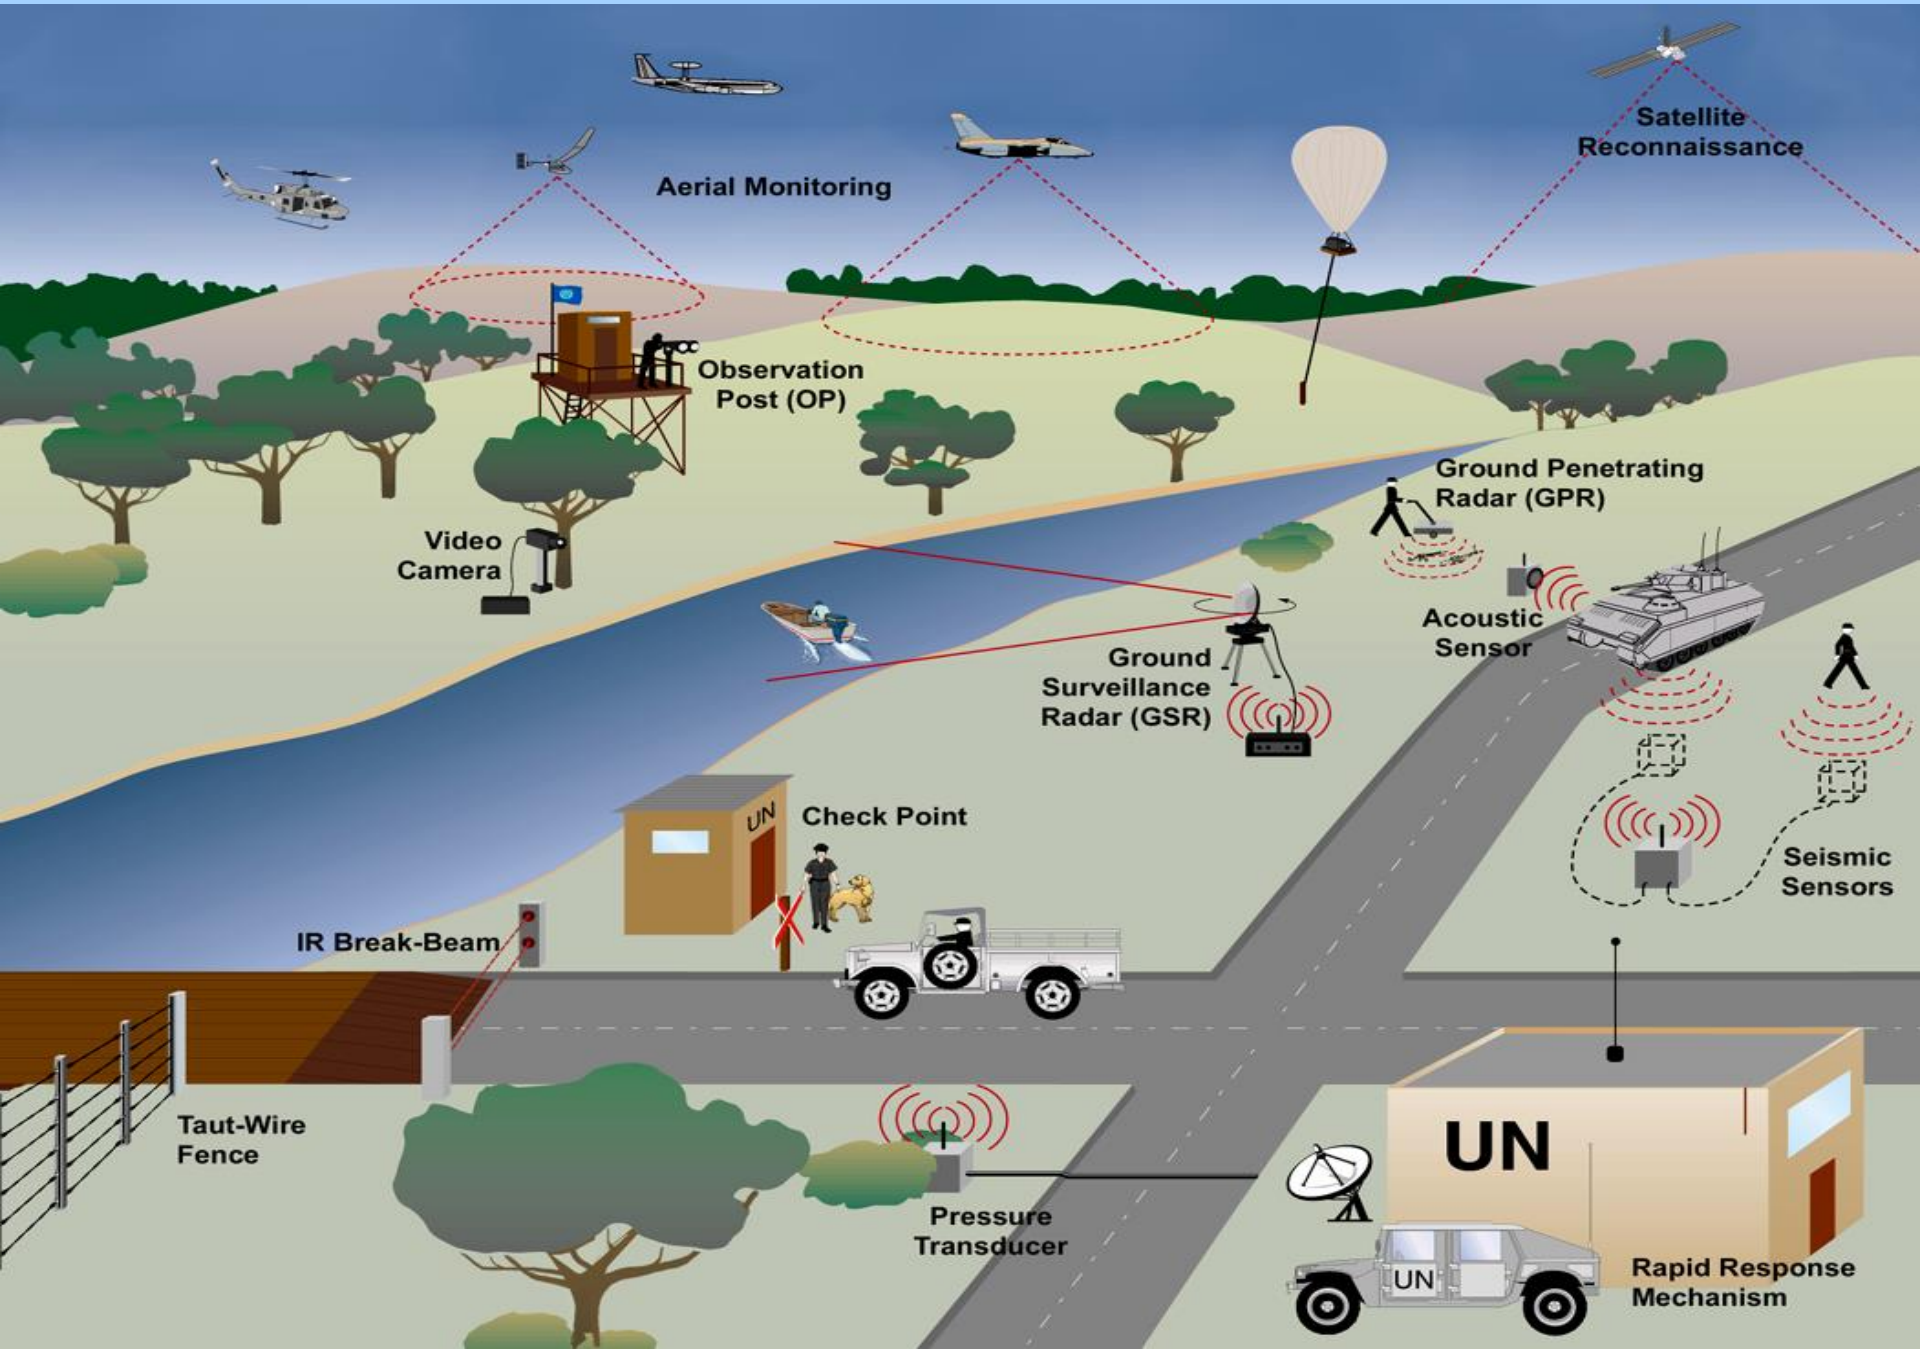 Satellite
Reconnaissance
Aerial Monitoring
Observation
Post (OP)
Ground Penetrating
Radar (GPR)
Video
Camera
Acoustic
Sensor
Ground
Surveillance
Radar (GSR)
UN
Check Point
Seismic
Sensors
IR Break-Beam
Taut-Wire
Fence
UN
Pressure
Transducer
UN
Rapid Response
Mechanism